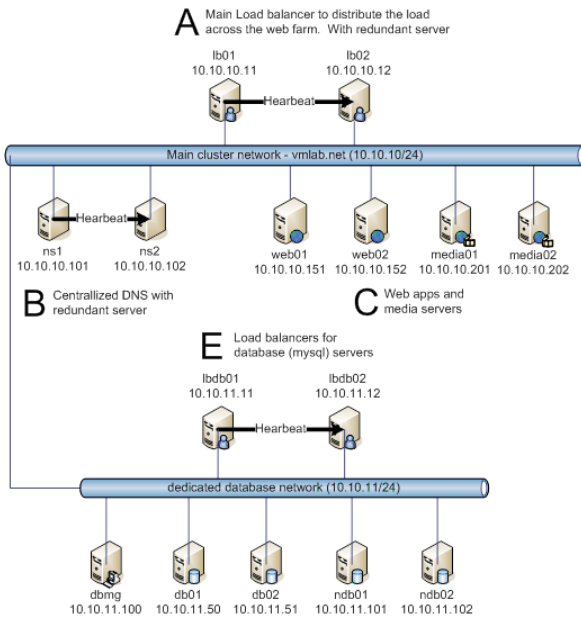 A
Main Load balancer to distribute the load
across the web farm. With redundant server
lb01
10.10.10.11
lb02
10.10.10.12
Hearbeat
Main cluster network - vmlab.net (10.10.10/24)
Hearbeat
ns1
10.10.10.101
ns2
10.10.10.102
web01
10.10.10.151
web02
10.10.10.152
media01
10.10.10.201
media02
10.10.10.202
B
Centrallized DNS with
redundant server
C
Web apps and
media servers
E
Load balancers for
database (mysql) servers
lbdb01
10.10.11.11
lbdb02
10.10.11.12
Hearbeat
dedicated database network (10.10.11/24)
dbmg
10.10.11.100
db01
10.10.11.50
db02
10.10.11.51
ndb01
10.10.11.101
ndb02
10.10.11.102